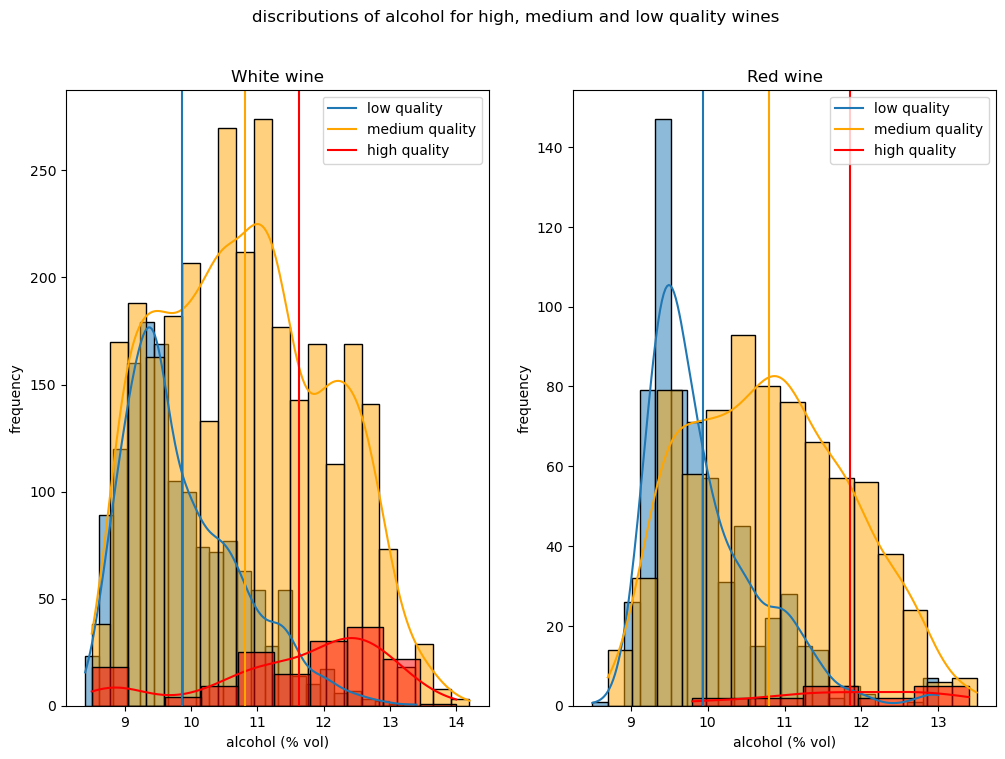 discributions of alcohol for high, medium and low quality wines
White wine
low quality
medium quality
high quality
250
200
150
100
50
0
frequency
9 10 11 12 13 14
alcohol (% vol)
Red wine
low quality
medium quality
high quality
140
120
100
80
60
40
20
0
frequency
9 10 11 12 13
alcohol (% vol)